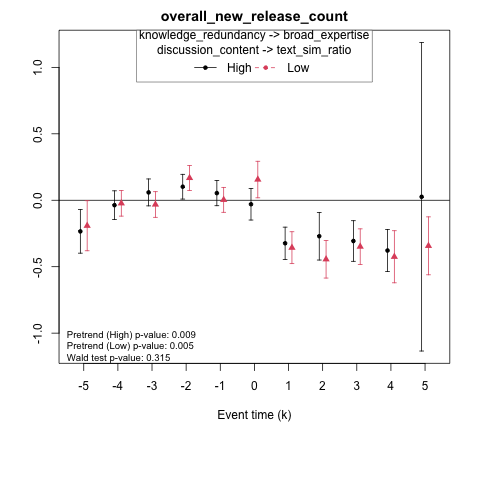 overall_new_release_count
knowledge_redundancy -> broad_expertise
discussion_content -> text_sim_ratio
High Low
1.0
0.5
0.0
-0.5
-1.0
Pretrend (High) p-value: 0.009
Pretrend (Low) p-value: 0.005
Wald test p-value: 0.315
-5 -4 -3 -2 -1 0 1 2 3 4 5
Event time (k)